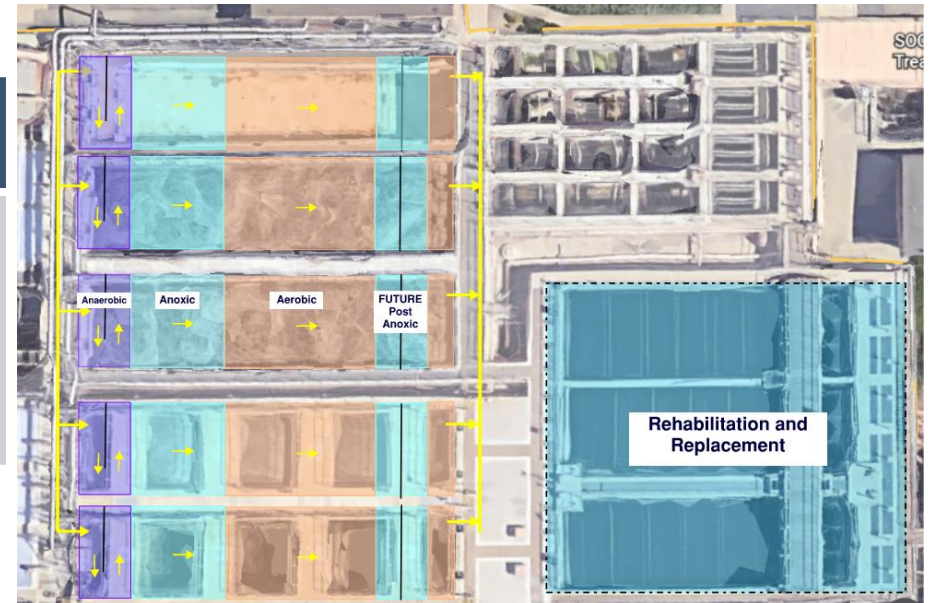 Anaerobic
Anoxic
Aerobic
FUTURE
Post
Anoxic
Rehabilitation and
Replacement